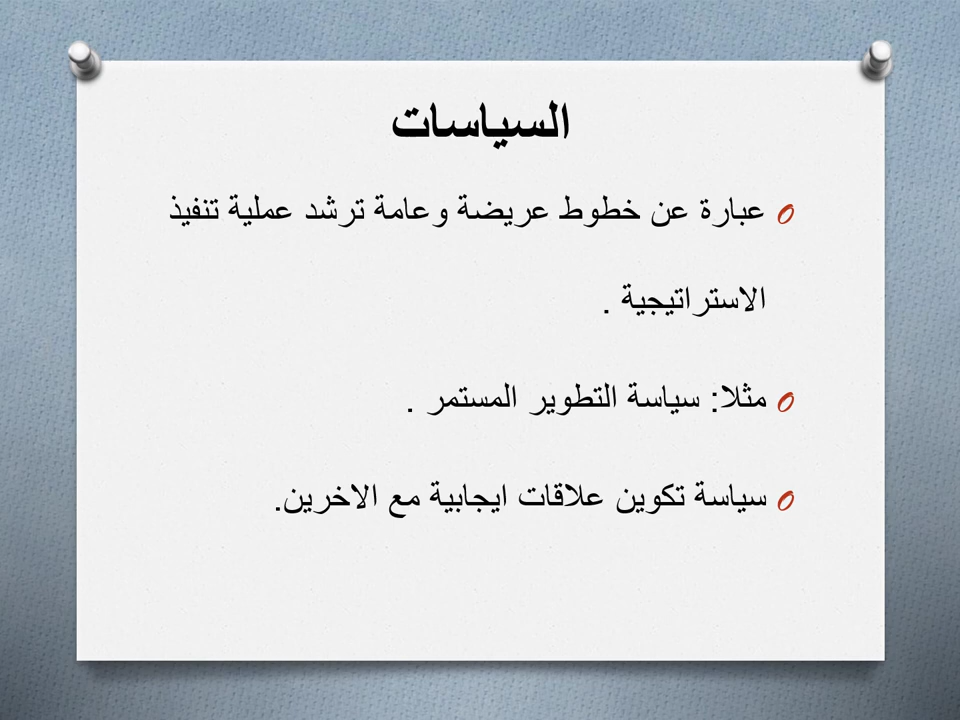 السياسات
عبارة عن خطوط عريضة وعامة ترشد عملية تنفيذ
الاستراتيجية .
مثلا: سياسة التطوير المستمر .
سياسة تكوين علاقات ايجابية مع الاخرين.